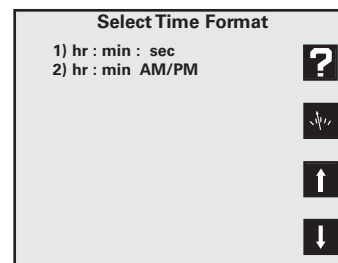 Select Time Format
1) hr : min : sec
2) hr : min AM/PM
?